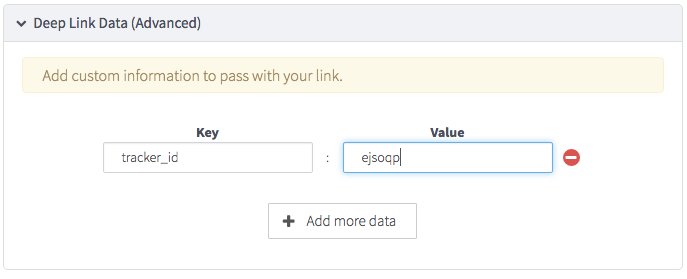 Deep Link Data (Advanced)
Add custom information to pass with your link.
Key Value
tracker_id : ejsoqp
Add more data